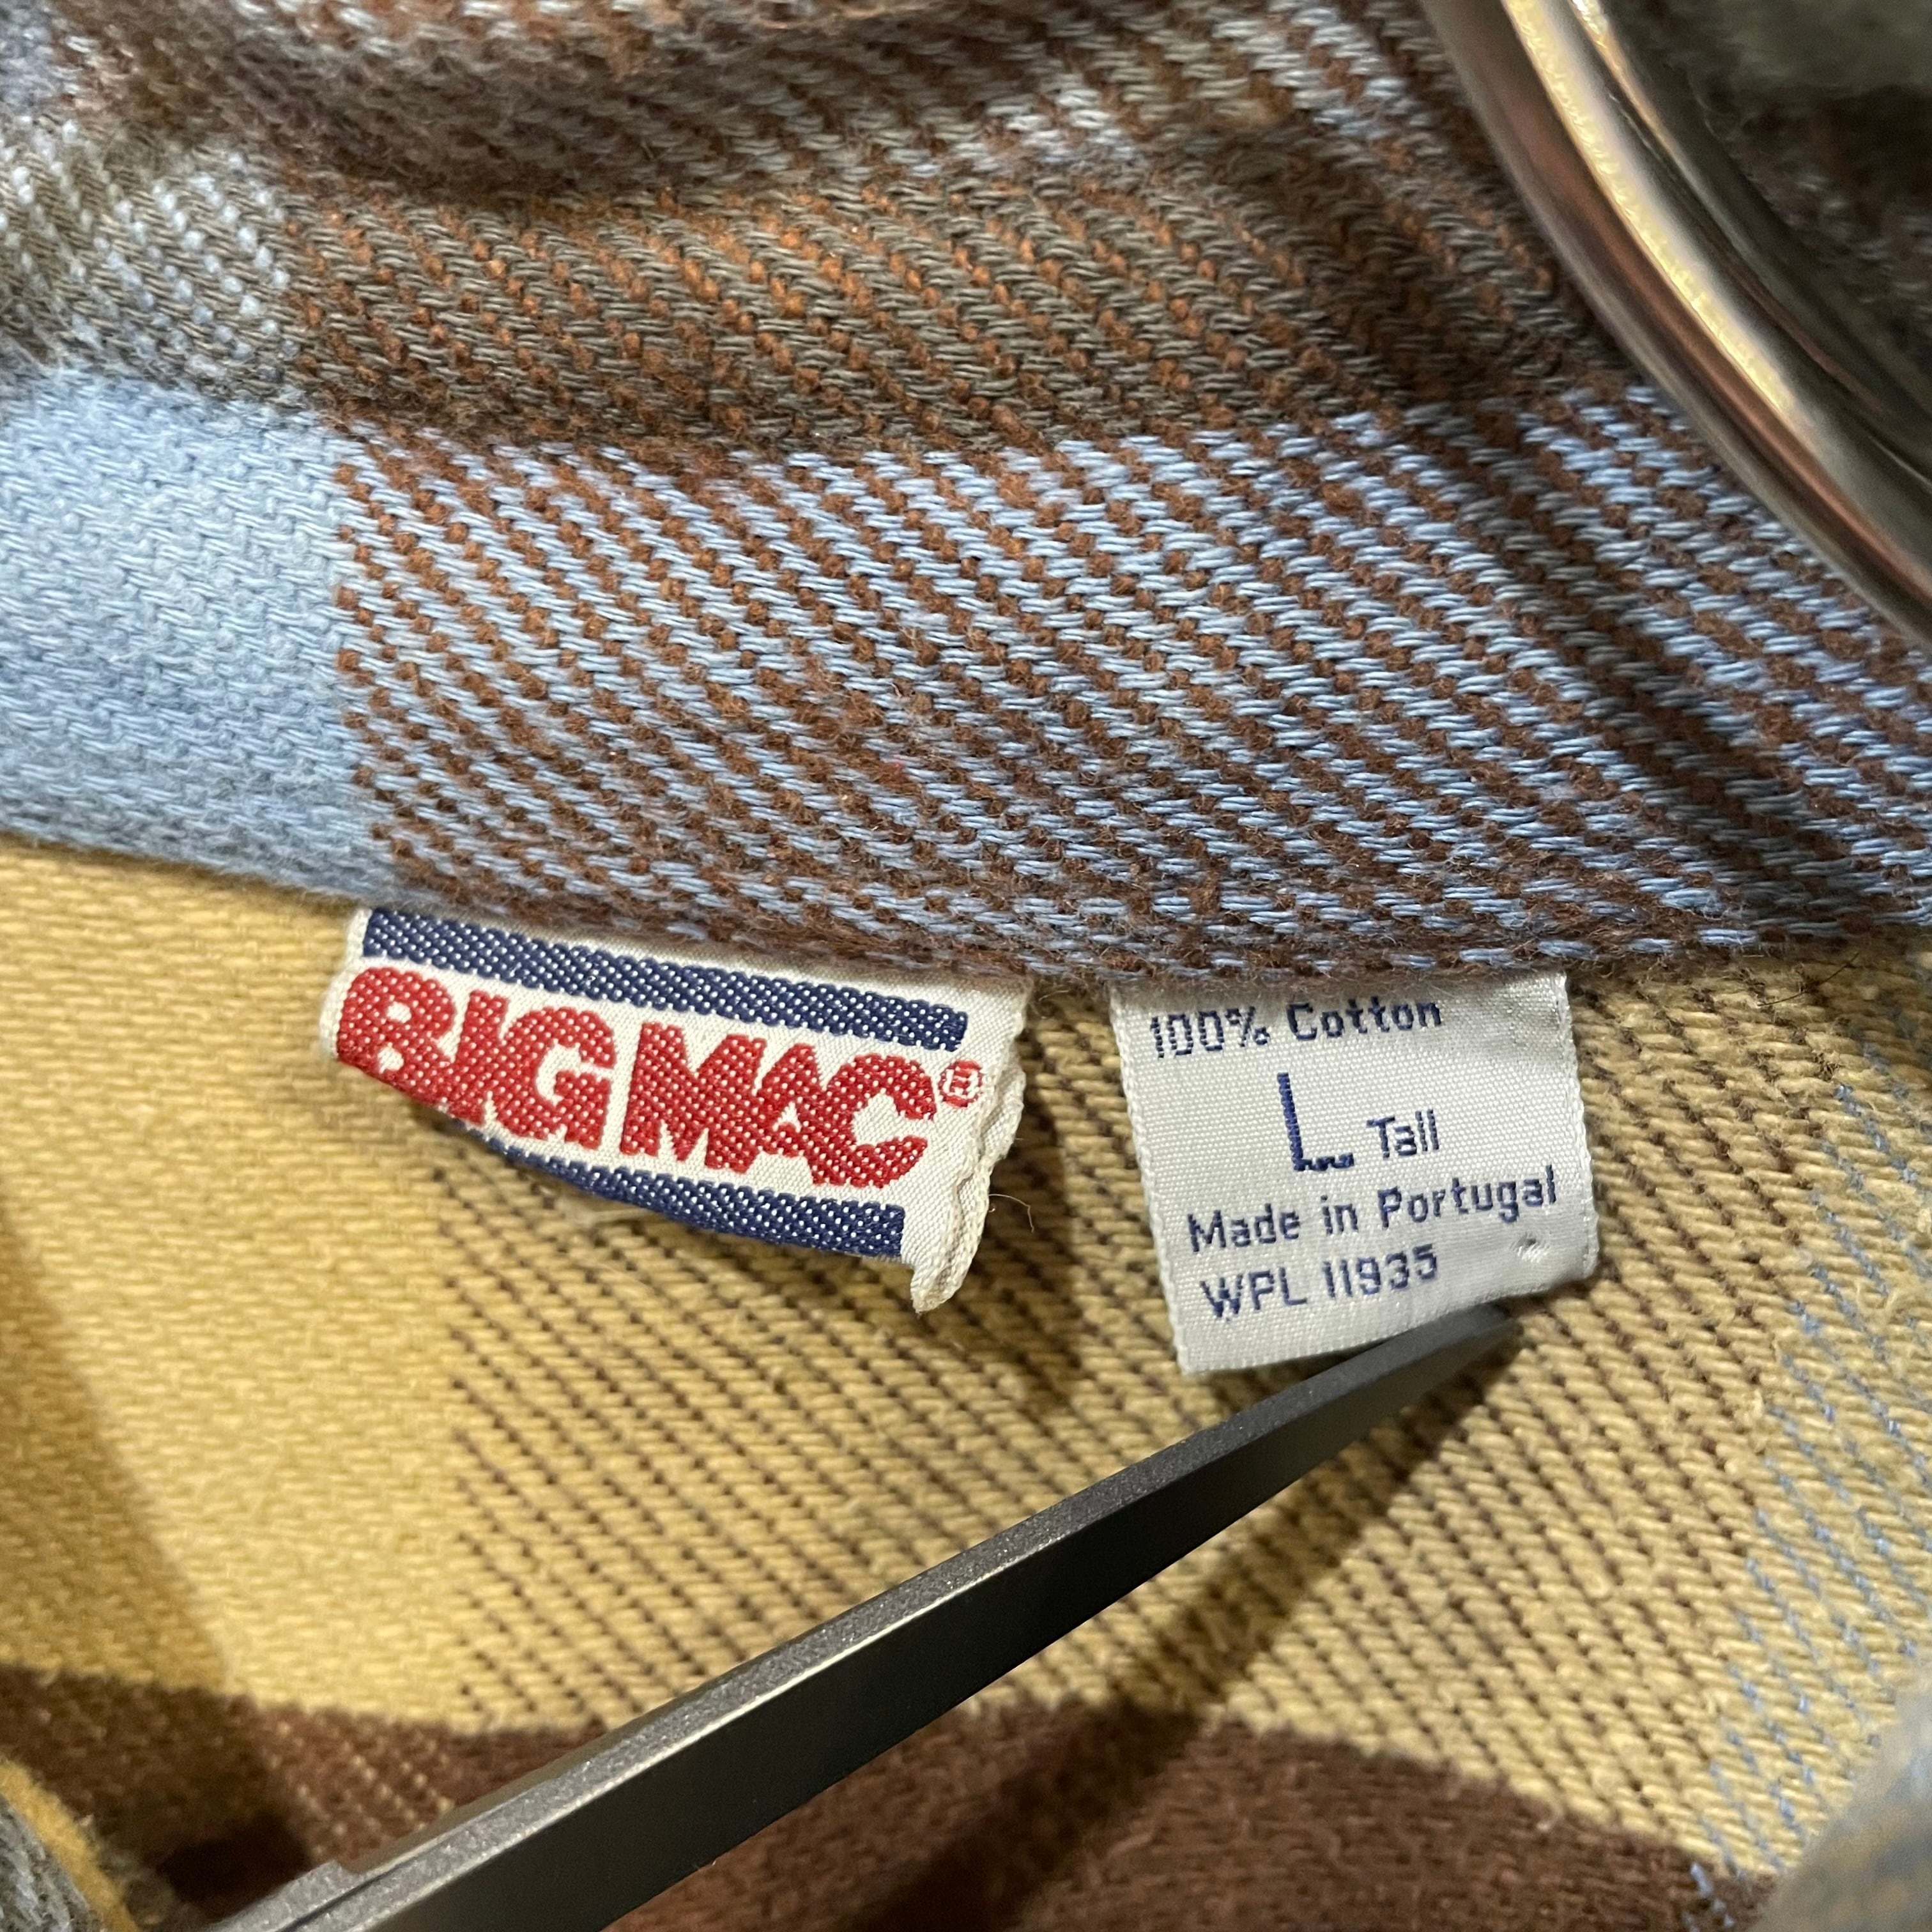 BIG MAC®
100% Cotton
L Tall
Made in Portugal
WPL 11935